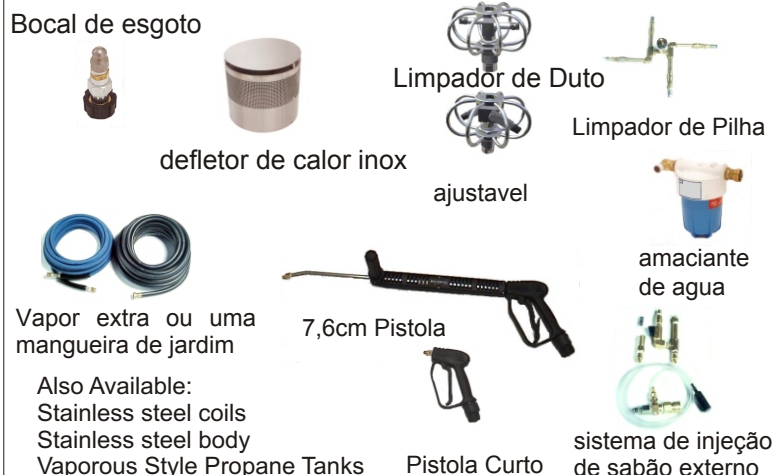 Bocal de esgoto
defletor de calor inox
Limpador de Duto
ajustavel
Limpador de Pilha
amaciante
de agua
Vapor extra ou uma
mangueira de jardim
7,6cm Pistola
Also Available:
Stainless steel coils
Stainless steel body
Vaporous Style Propane Tanks
Pistola Curto
sistema de injeção
de sabão externo